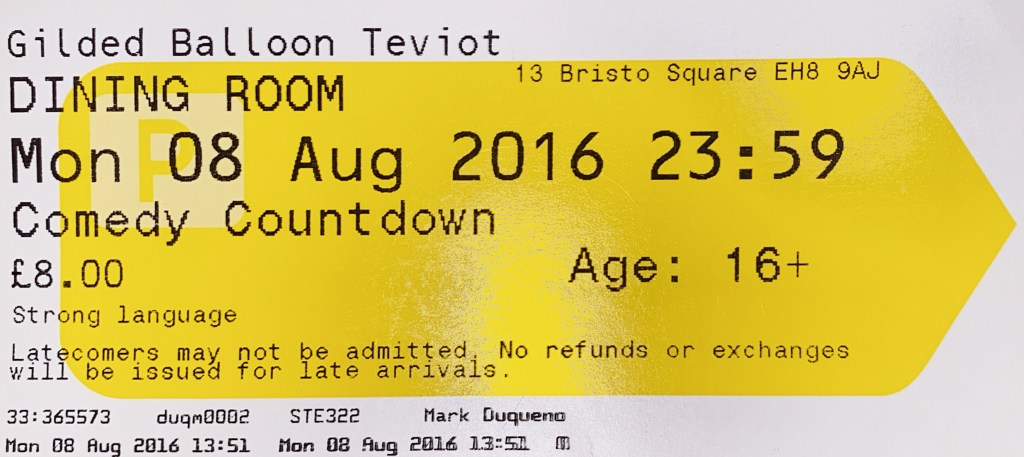 Gilded Balloon Teviot
13 Bristo Square EH8 9AJ
DINING ROOM
P
Mon 08 Aug 2016 23:59
Comedy Countdown
£8.00
Age: 16+
Strong language
Latecomers may not be admitted. No refunds or exchanges
will be issued for late arrivals.
33:365573 duqm0002 STE322 Mark Duqueno
Mon 08 Aug 2016 13:51 Mon 08 Aug 2016 13:51